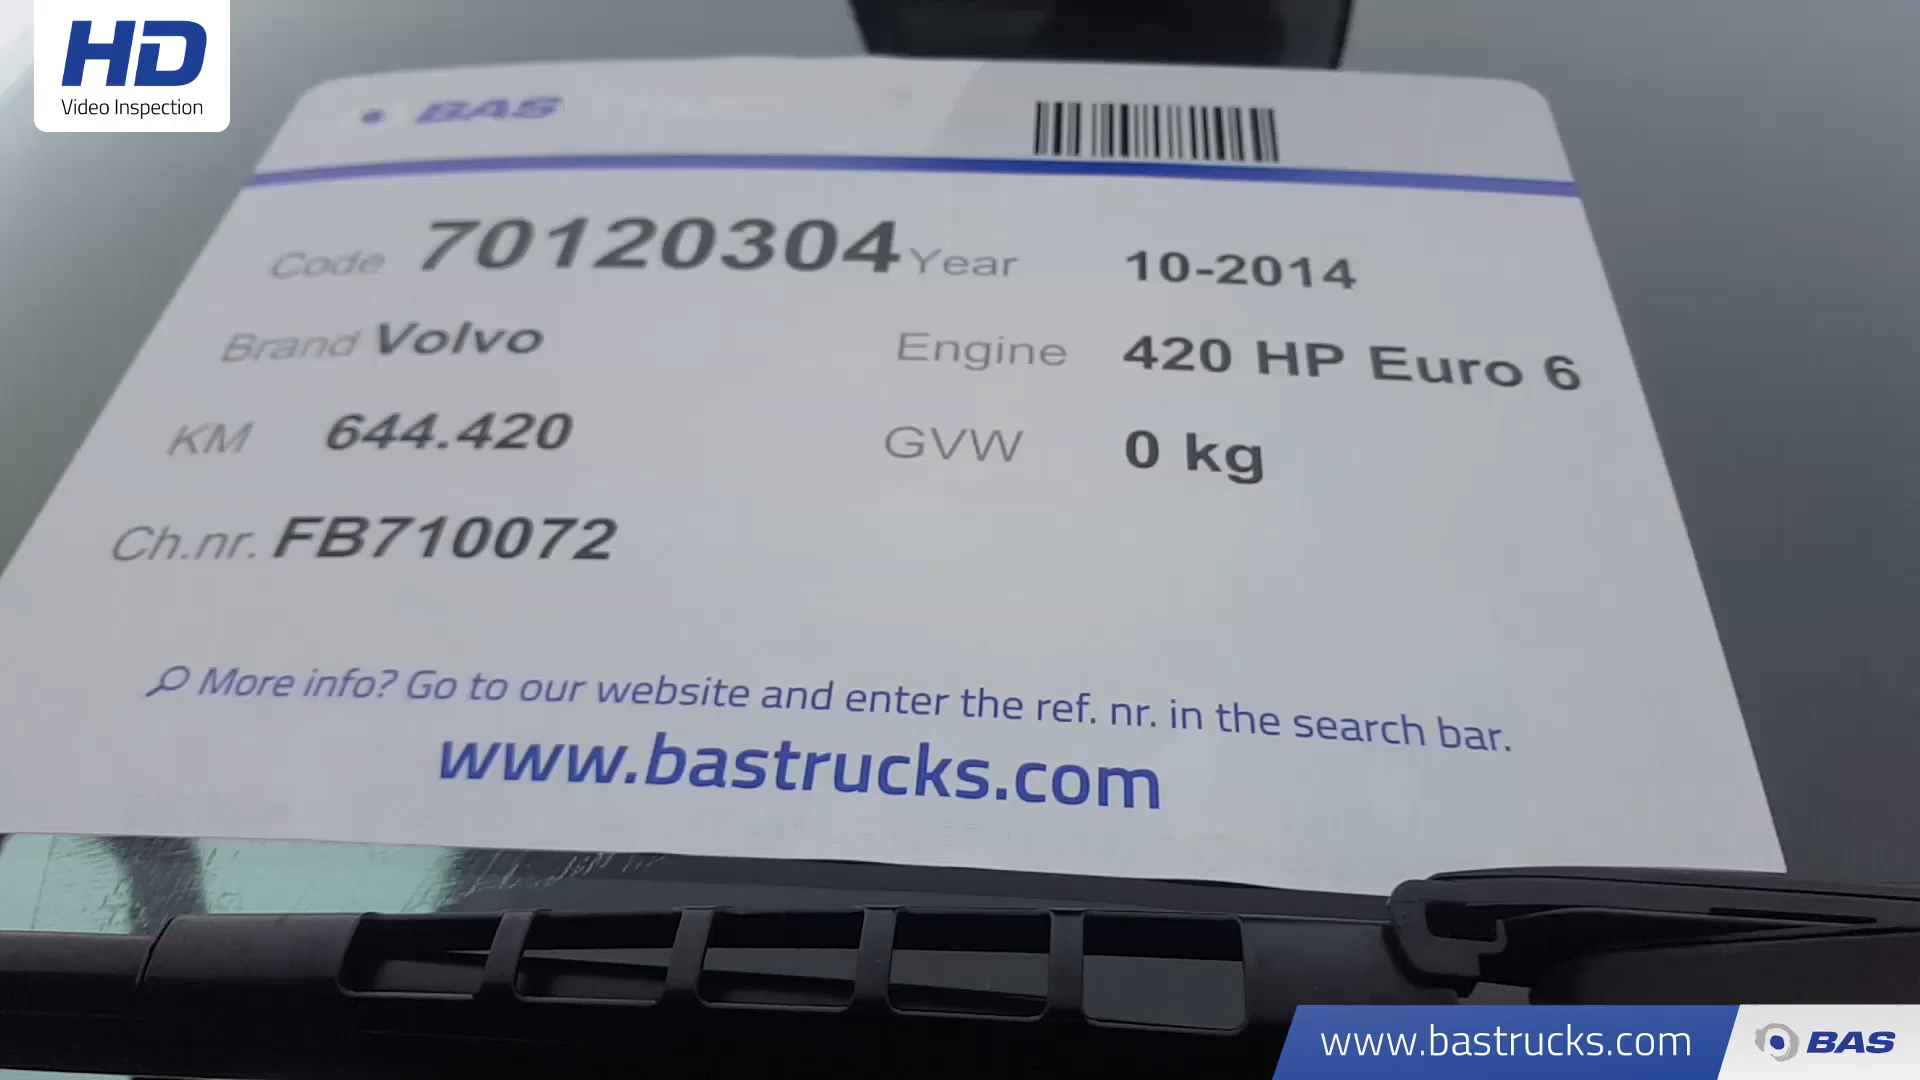 HD
Video Inspection
BAS
Code 70120304 Year 10-2014
Brand Volvo Engine 420 HP Euro 6
KM 644.420 GVW 0 kg
Ch.nr. FB710072
More info? Go to our website and enter the ref. nr. in the search bar.
www.bastrucks.com
www.bastrucks.com BAS